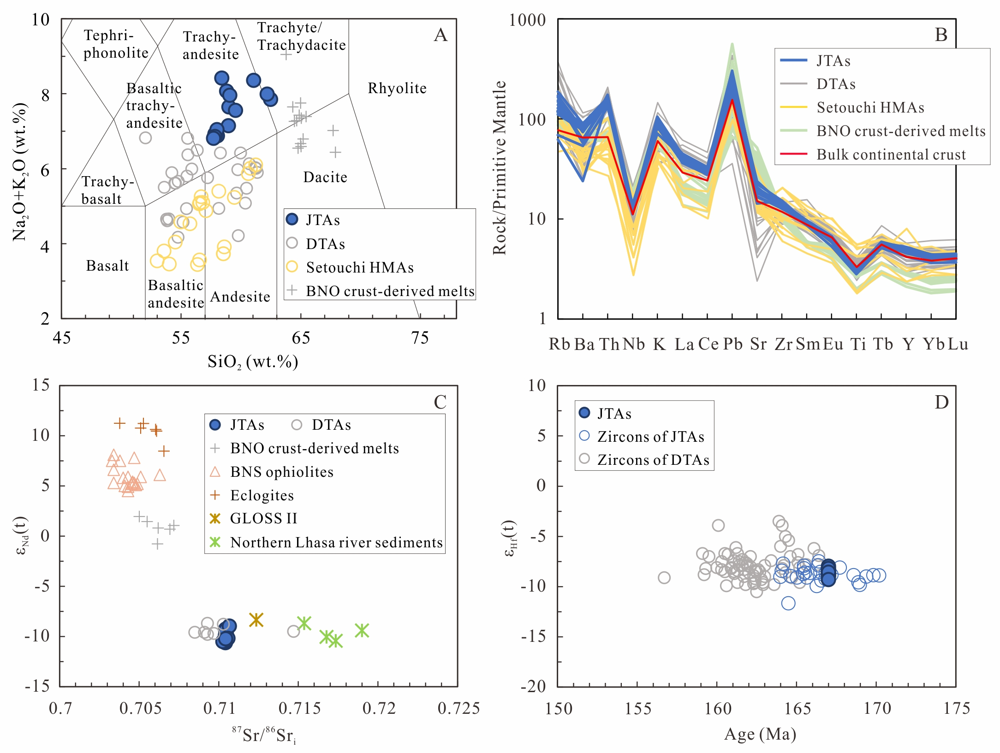 A
10
8
6
4
2
45
55
65
75
Na2O+K2O (wt.%)
SiO2 (wt.%)
Tephri-
phonolite
Trachy-
andesite
Trachyte/
Trachydacite
Basaltic
trachy-
andesite
Rhyolite
Trachy-
basalt
Dacite
Basalt
Basaltic
andesite
Andesite
JTAs
DTAs
Setouchi HMAs
BNO crust-derived melts
B
1000
100
10
1
Rock/Primitive Mantle
JTAs
DTAs
Setouchi HMAs
BNO crust-derived melts
Bulk continental crust
Rb Ba Th Nb K La Ce Pb Sr Zr Sm Eu Ti Tb Y Yb Lu
C
15
10
5
0
-5
-10
-15
εNd(t)
JTAs DTAs
BNO crust-derived melts
BNS ophiolites
Eclogites
GLOSS II
Northern Lhasa river sediments
0.7 0.705 0.71 0.715 0.72 0.725
87Sr/86Sri
D
10
5
0
-5
-10
-15
-20
εHf(t)
JTAs
Zircons of JTAs
Zircons of DTAs
150 155 160 165 170 175
Age (Ma)